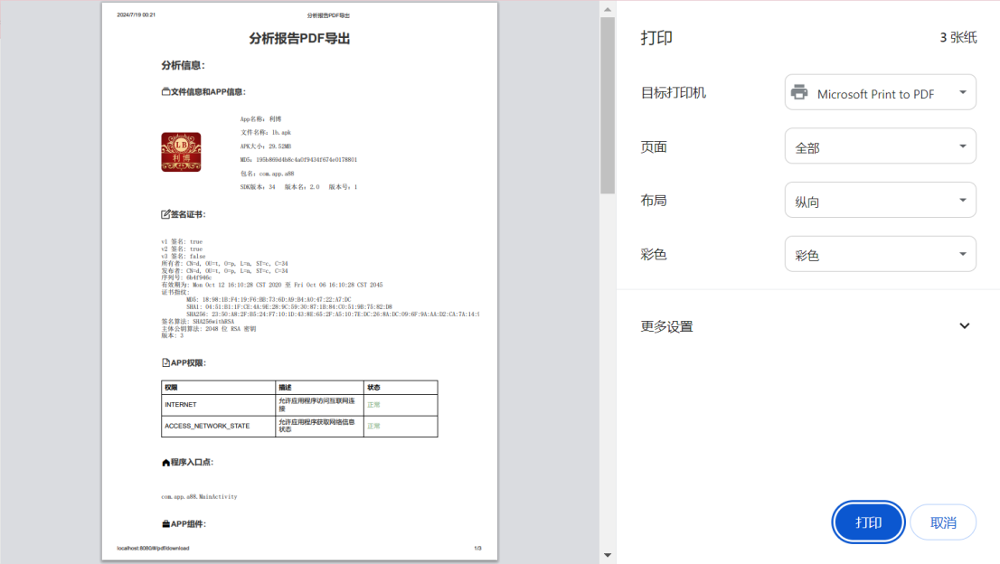 2024/7/19 00:21
分析报告PDF导出
分析报告PDF导出
分析信息：
文件信息和APP信息：
LB
利博
App名称：利博
文件名称：lb.apk
APK大小：29.52MB
包名：com.app.a88
SDK版本：34 版本名：2.0 版本号：1
签名证书：
v1 签名: true
v2 签名: true
v3 签名: false
所有者: CN=d, OU=t, O=p, L=n, ST=c, C=34
发布者: CN=d, OU=t, O=p, L=n, ST=c, C=34
序列号: 6b4f946c
有效期为: Mon Oct 12 16:10:28 CST 2020 至 Fri Oct 06 16:10:28 CST 2045
证书指纹:
MD5: 18:98:1B:F4:19:F6:BB:73:6D:A9:B4:A0:47:22:A7:DC
SHA1: 04:51:B1:1F:CE:4A:9E:28:9C:59:30:87:1B:84:C0:51:9B:75:82:D8
SHA256: 23:50:A8:2F:B5:24:F7:10:1D:43:8E:65:2F:A5:10:7E:DC:26:8A:DC:09:6F:9A:AA:D2:CA:7A:14:9
签名算法: SHA256withRSA
主体公钥算法: 2048 位 RSA 密钥
版本: 3
APP权限：
权限 描述 状态
INTERNET 允许应用程序访问互联网连接 正常
ACCESS_NETWORK_STATE 允许应用程序获取网络信息状态 正常
程序入口点：
com.app.a88.MainActivity
APP组件：
localhost:8080/#/pdf/download
1/3
打印
3 张纸
目标打印机
Microsoft Print to PDF
页面
全部
布局
纵向
彩色
彩色
更多设置
打印
取消